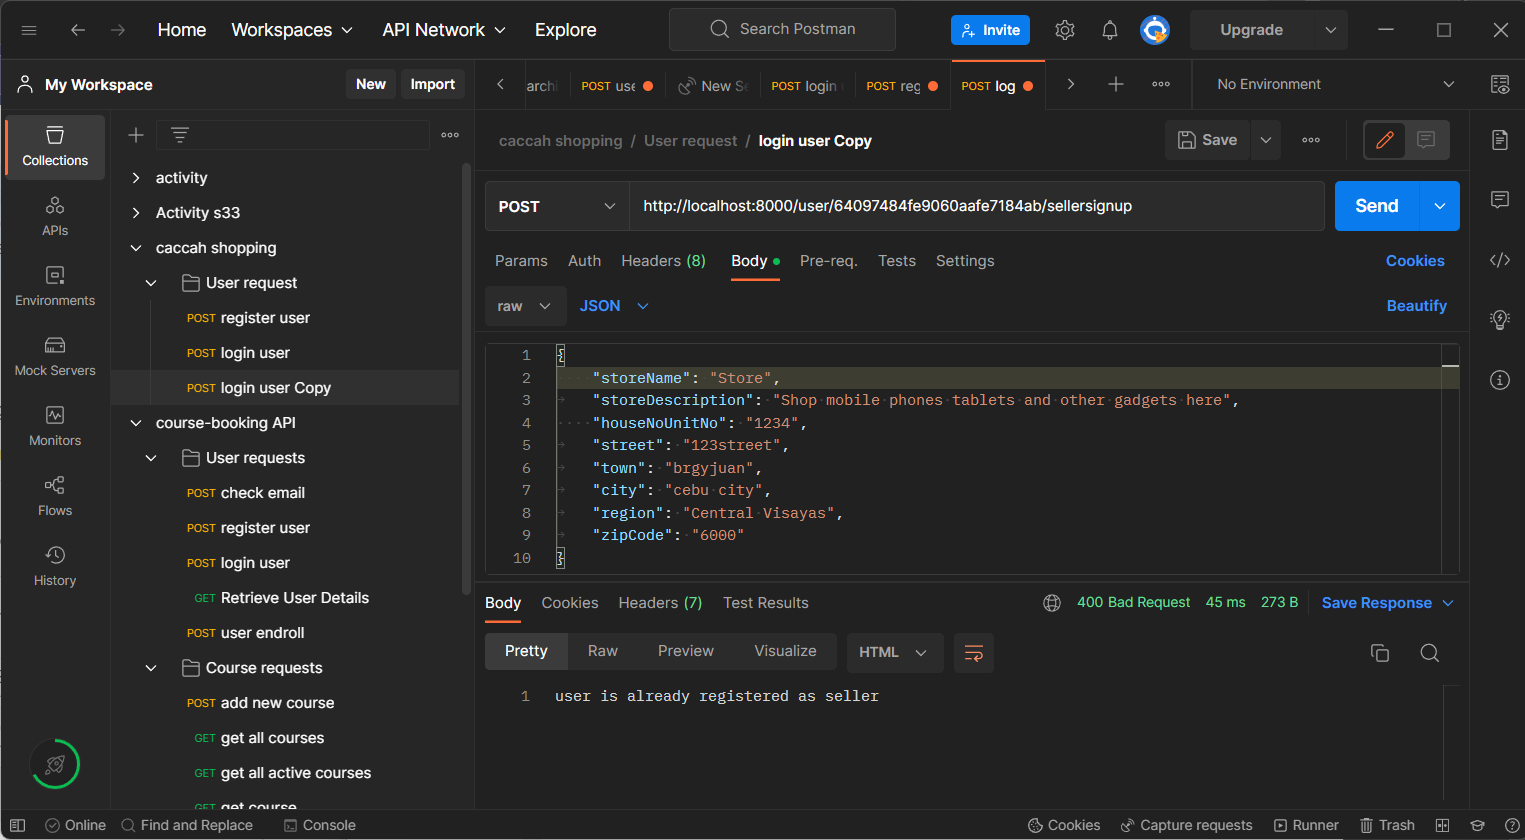 Home Workspaces API Network Explore Search Postman Invite Upgrade
My Workspace New Import
archi POST use New Se POST login POST reg POST log No Environment
Collections
APIs
Environments
Mock Servers
Monitors
Flows
History
activity
Activity s33
caccah shopping
User request
POST register user
POST login user
POST login user Copy
course-booking API
User requests
POST check email
POST register user
POST login user
GET Retrieve User Details
POST user endroll
Course requests
POST add new course
GET get all courses
GET get all active courses
GET get course
caccah shopping / User request / login user Copy Save
POST http://localhost:8000/user/64097484fe9060aafe7184ab/sellersignup Send
Params Auth Headers (8) Body Pre-req. Tests Settings Cookies
raw JSON Beautify
1 {
2 "storeName": "Store",
3 "storeDescription": "Shop mobile phones tablets and other gadgets here",
4 "houseNoUnitNo": "1234",
5 "street": "123street",
6 "town": "brgyjuan",
7 "city": "cebu city",
8 "region": "Central Visayas",
9 "zipCode": "6000"
10 }
Body Cookies Headers (7) Test Results 400 Bad Request 45 ms 273 B Save Response
Pretty Raw Preview Visualize HTML
1 user is already registered as seller
Online Find and Replace Console Cookies Capture requests Runner Trash